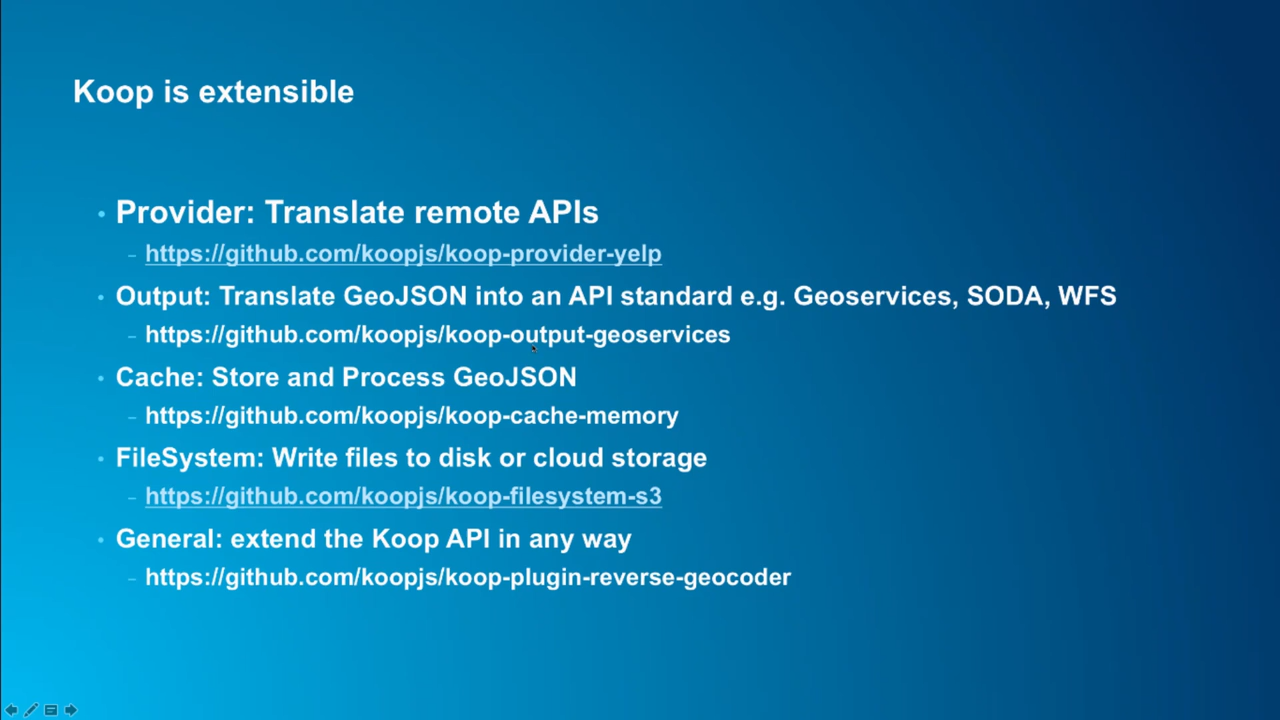 Koop is extensible
• Provider: Translate remote APIs
– https://github.com/koopjs/koop-provider-yelp
• Output: Translate GeoJSON into an API standard e.g. Geoservices, SODA, WFS
– https://github.com/koopjs/koop-output-geoservices
• Cache: Store and Process GeoJSON
– https://github.com/koopjs/koop-cache-memory
• FileSystem: Write files to disk or cloud storage
– https://github.com/koopjs/koop-filesystem-s3
• General: extend the Koop API in any way
– https://github.com/koopjs/koop-plugin-reverse-geocoder